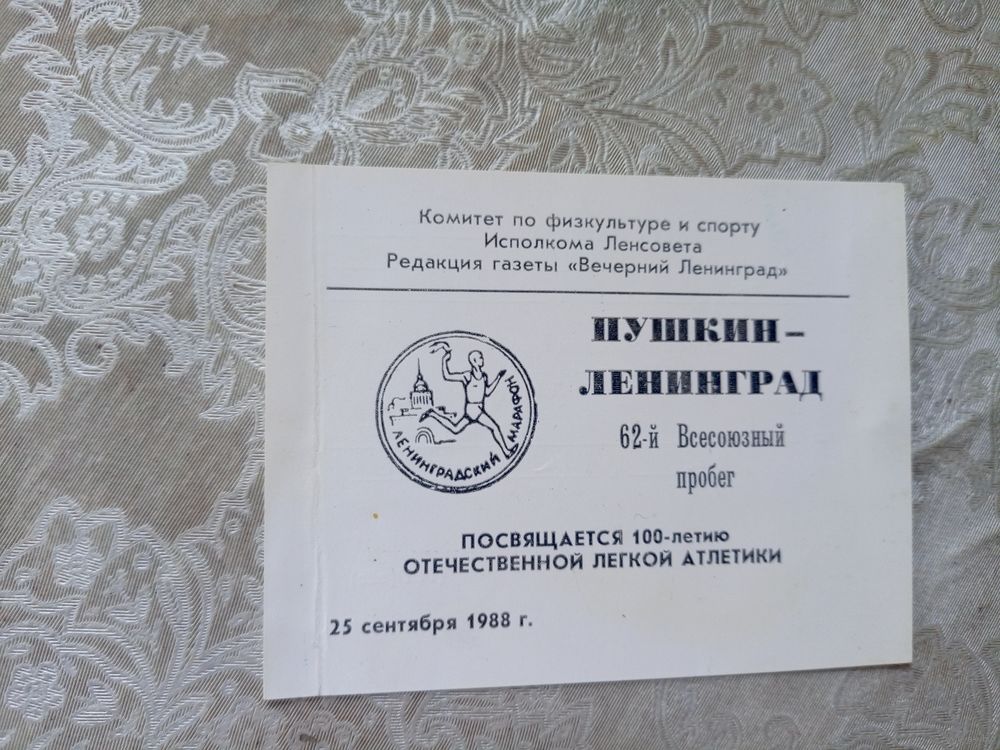 Комитет по физкультуре и спорту
Исполкома Ленсовета
Редакция газеты «Вечерний Ленинград»
ПУШКИН–
ЛЕНИНГРАД
62-й Всесоюзный
пробег
ЛЕНИНГРАДСКИЙ МАРАФОН
ПОСВЯЩАЕТСЯ 100-летию
ОТЕЧЕСТВЕННОЙ ЛЕГКОЙ АТЛЕТИКИ
25 сентября 1988 г.